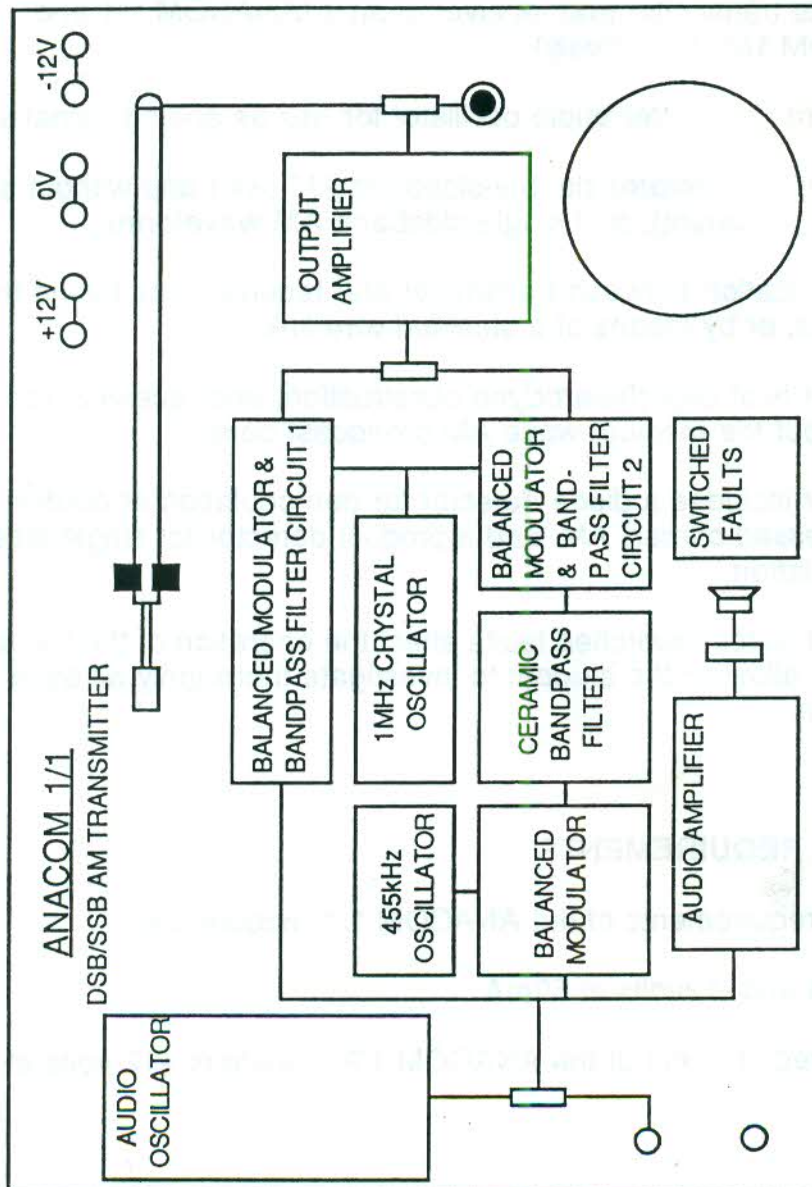 ANACOM 1/1
DSB/SSB AM TRANSMITTER
+12V
0V
-12V
AUDIO
OSCILLATOR
BALANCED MODULATOR &
BANDPASS FILTER CIRCUIT 1
455kHz
OSCILLATOR
1MHz CRYSTAL
OSCILLATOR
OUTPUT
AMPLIFIER
BALANCED
MODULATOR
CERAMIC
BANDPASS
FILTER
BALANCED
MODULATOR
& BAND-
PASS FILTER
CIRCUIT 2
AUDIO AMPLIFIER
SWITCHED
FAULTS